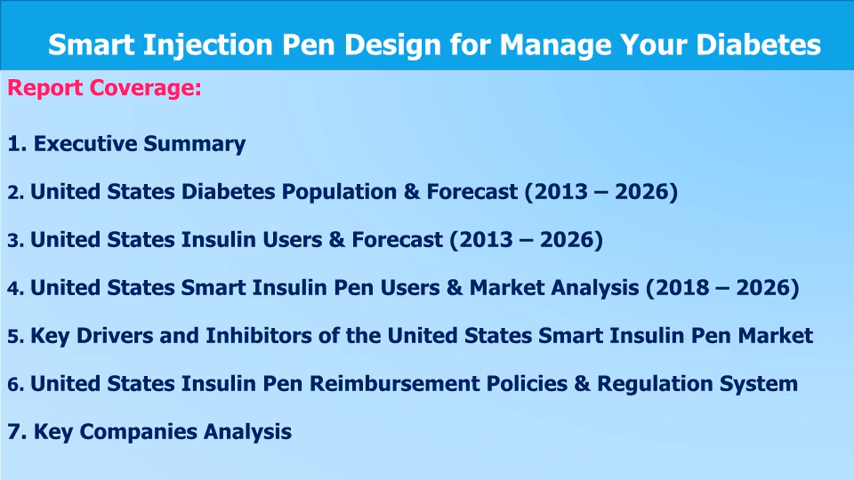 Smart Injection Pen Design for Manage Your Diabetes
Report Coverage:
1. Executive Summary
2. United States Diabetes Population & Forecast (2013 – 2026)
3. United States Insulin Users & Forecast (2013 – 2026)
4. United States Smart Insulin Pen Users & Market Analysis (2018 – 2026)
5. Key Drivers and Inhibitors of the United States Smart Insulin Pen Market
6. United States Insulin Pen Reimbursement Policies & Regulation System
7. Key Companies Analysis